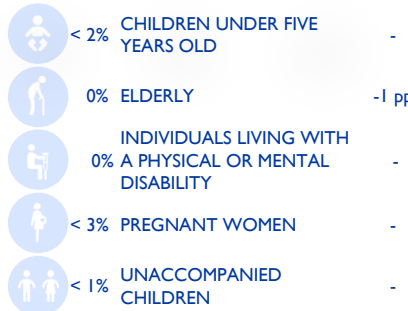 < 2% CHILDREN UNDER FIVE
YEARS OLD -
0% ELDERLY -1 pp
INDIVIDUALS LIVING WITH
0% A PHYSICAL OR MENTAL -
DISABILITY
< 3% PREGNANT WOMEN -
< 1% UNACCOMPANIED
CHILDREN -